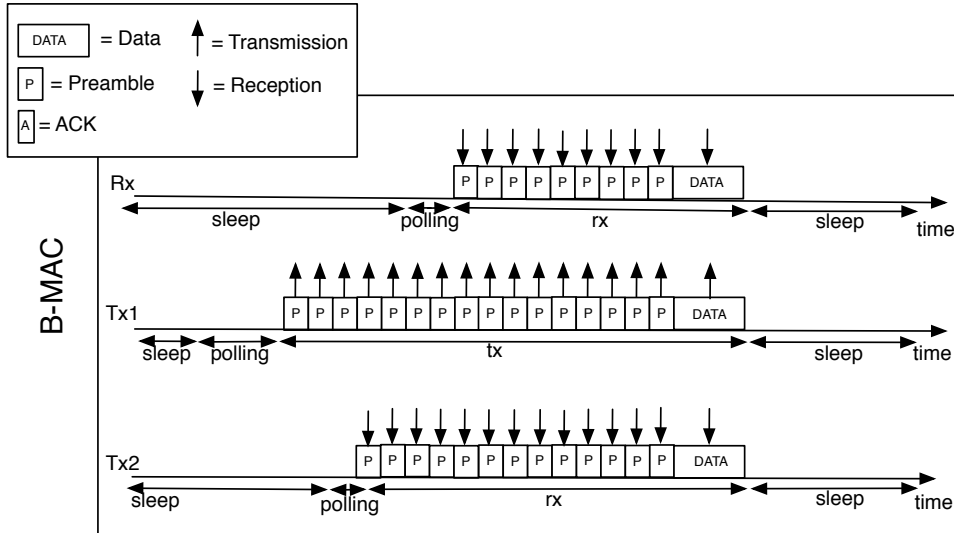 DATA = Data
= Transmission
P = Preamble
= Reception
A = ACK
B-MAC
Rx
P P P P P P P P P DATA
sleep polling rx sleep time
Tx1
P P P P P P P P P P P P P P P P DATA
sleep polling tx sleep time
Tx2
P P P P P P P P P P P P P DATA
sleep polling rx sleep time